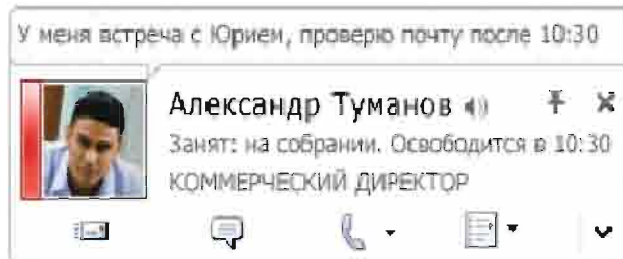 У меня встреча с Юрием, проверю почту после 10:30
Александр Туманов
Занят: на собрании. Освободится в 10:30
КОММЕРЧЕСКИЙ ДИРЕКТОР